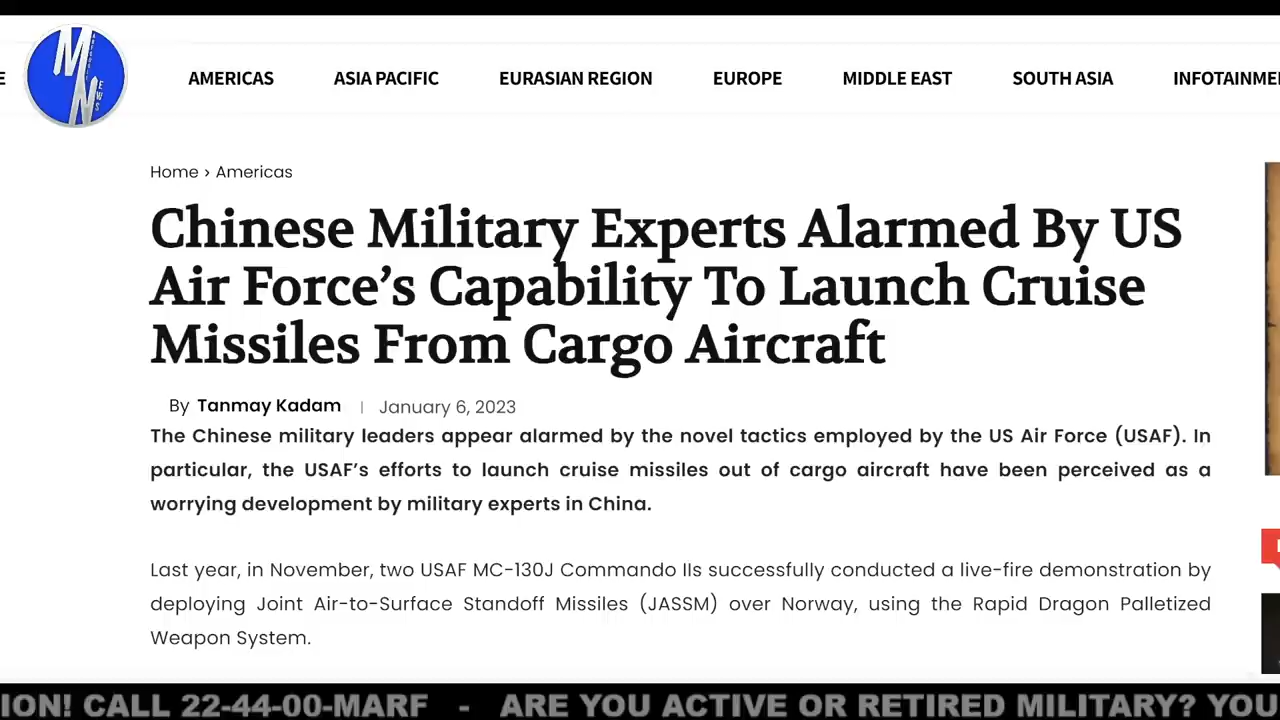 E
M N EWS
AMERICAS
ASIA PACIFIC
EURASIAN REGION
EUROPE
MIDDLE EAST
SOUTH ASIA
INFOTAINME
Home › Americas
Chinese Military Experts Alarmed By US
Air Force’s Capability To Launch Cruise
Missiles From Cargo Aircraft
By Tanmay Kadam | January 6, 2023
The Chinese military leaders appear alarmed by the novel tactics employed by the US Air Force (USAF). In
particular, the USAF’s efforts to launch cruise missiles out of cargo aircraft have been perceived as a
worrying development by military experts in China.
Last year, in November, two USAF MC-130J Commando IIs successfully conducted a live-fire demonstration by
deploying Joint Air-to-Surface Standoff Missiles (JASSM) over Norway, using the Rapid Dragon Palletized
Weapon System.
ION! CALL 22-44-00-MARF - ARE YOU ACTIVE OR RETIRED MILITARY? YOU